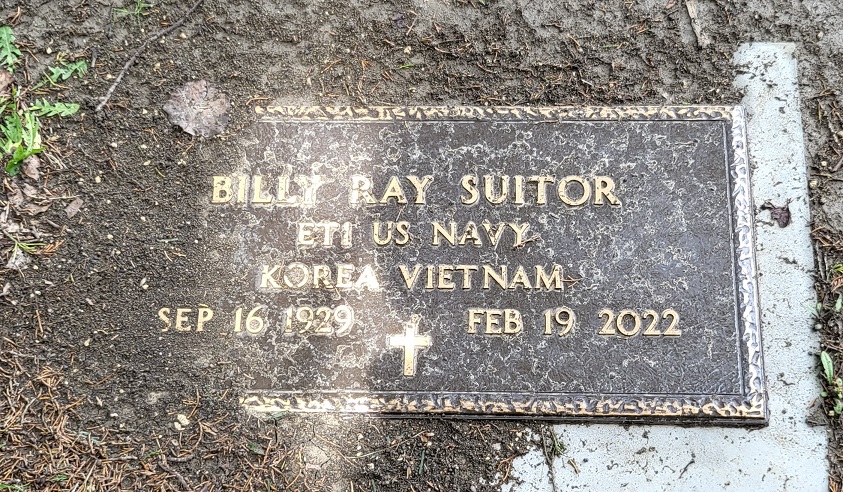 BILLY RAY SUITOR
ET1 US NAVY
KOREA VIETNAM
SEP 16 1929 FEB 19 2022